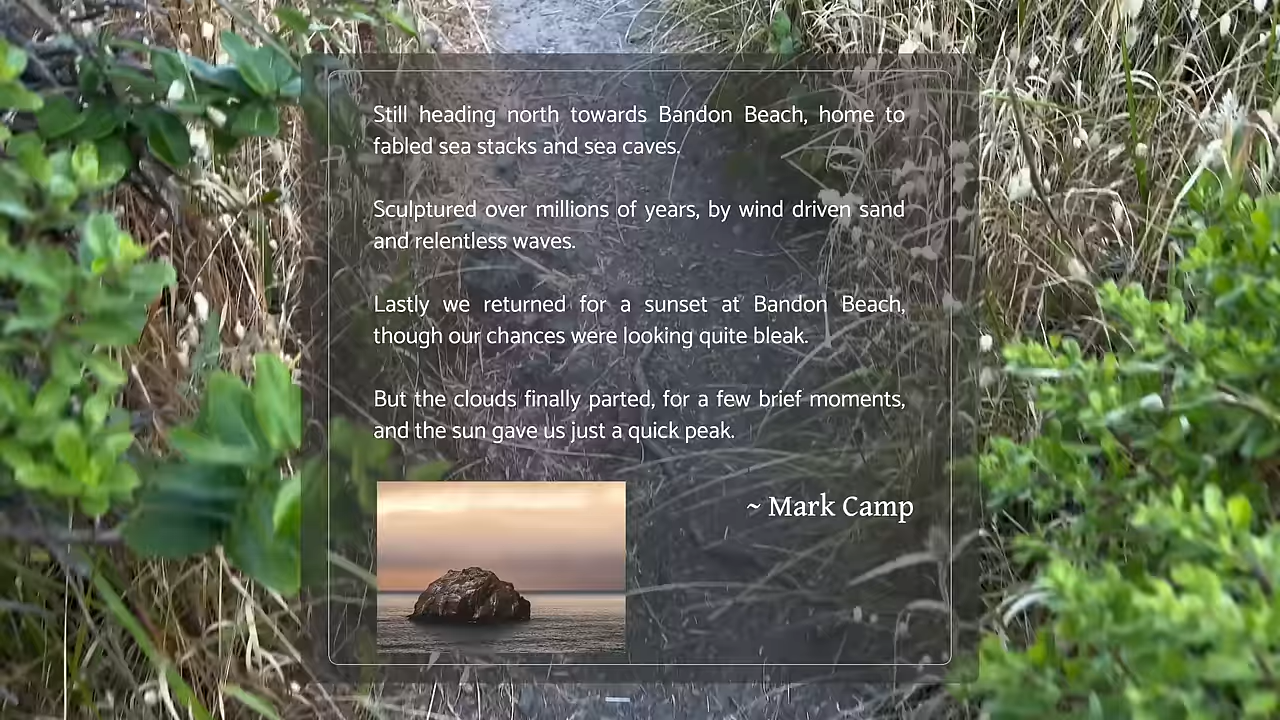 Still heading north towards Bandon Beach, home to
fabled sea stacks and sea caves.
Sculptured over millions of years, by wind driven sand
and relentless waves.
Lastly we returned for a sunset at Bandon Beach,
though our chances were looking quite bleak.
But the clouds finally parted, for a few brief moments,
and the sun gave us just a quick peak.
~ Mark Camp